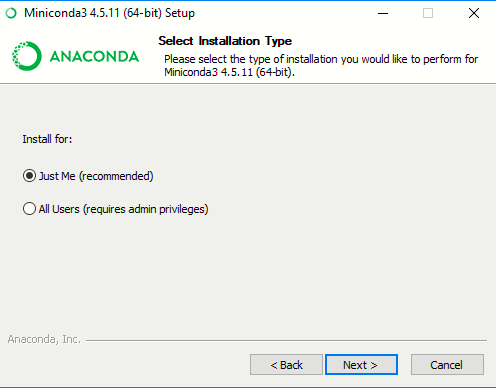 Miniconda3 4.5.11 (64-bit) Setup
ANACONDA
Select Installation Type
Please select the type of installation you would like to perform for
Miniconda3 4.5.11 (64-bit).
Install for:
Just Me (recommended)
All Users (requires admin privileges)
Anaconda, Inc.
< Back
Next >
Cancel